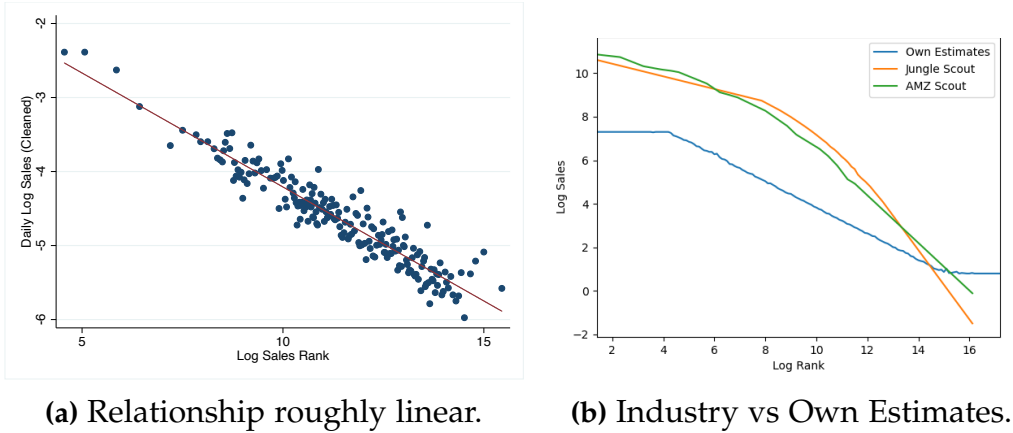 -2
-3
-4
-5
-6
Daily Log Sales (Cleaned)
5
10
15
Log Sales Rank
(a) Relationship roughly linear.
10
8
6
4
2
0
−2
Log Sales
2
4
6
8
10
12
14
16
Log Rank
Own Estimates
Jungle Scout
AMZ Scout
(b) Industry vs Own Estimates.